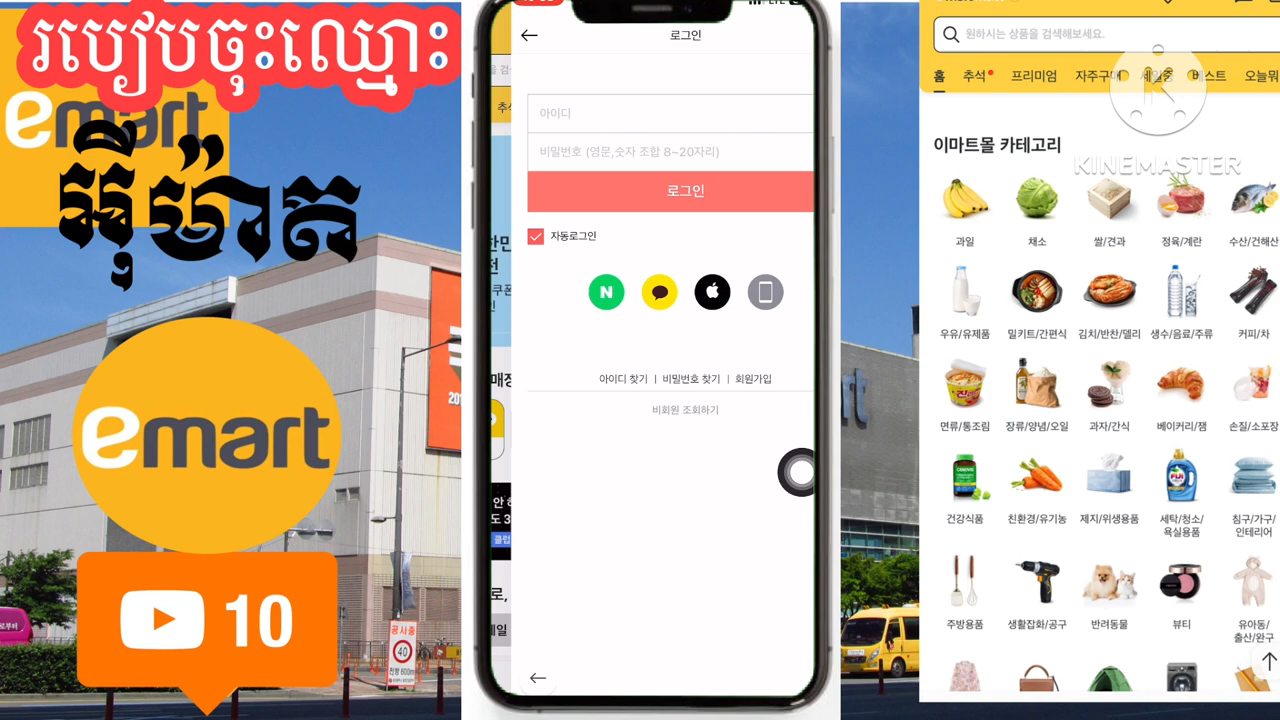 របៀបចុះឈ្មោះ
emart
អ៊ីម៉ាត
emart
10
로그인
아이디
비밀번호 (영문,숫자 조합 8~20자리)
로그인
자동로그인
N
아이디 찾기 | 비밀번호 찾기 | 회원가입
비회원 조회하기
공사중
40
전방 600m
원하시는 상품을 검색해보세요.
홈 추석 프리미엄 자주구매 세일중 베스트 오늘뭐
K
KINEMASTER
이마트몰 카테고리
과일 채소 쌀/견과 정육/계란 수산/건해산
우유/유제품 밀키트/간편식 김치/반찬/델리 생수/음료/주류 커피/차
면류/통조림 장류/양념/오일 과자/간식 베이커리/잼 손질/소포장
건강식품 친환경/유기농 제지/위생용품 세탁/청소/욕실용품 침구/가구/인테리어
주방용품 생활잡화/공구 반려동물 뷰티 유아동/출산/완구